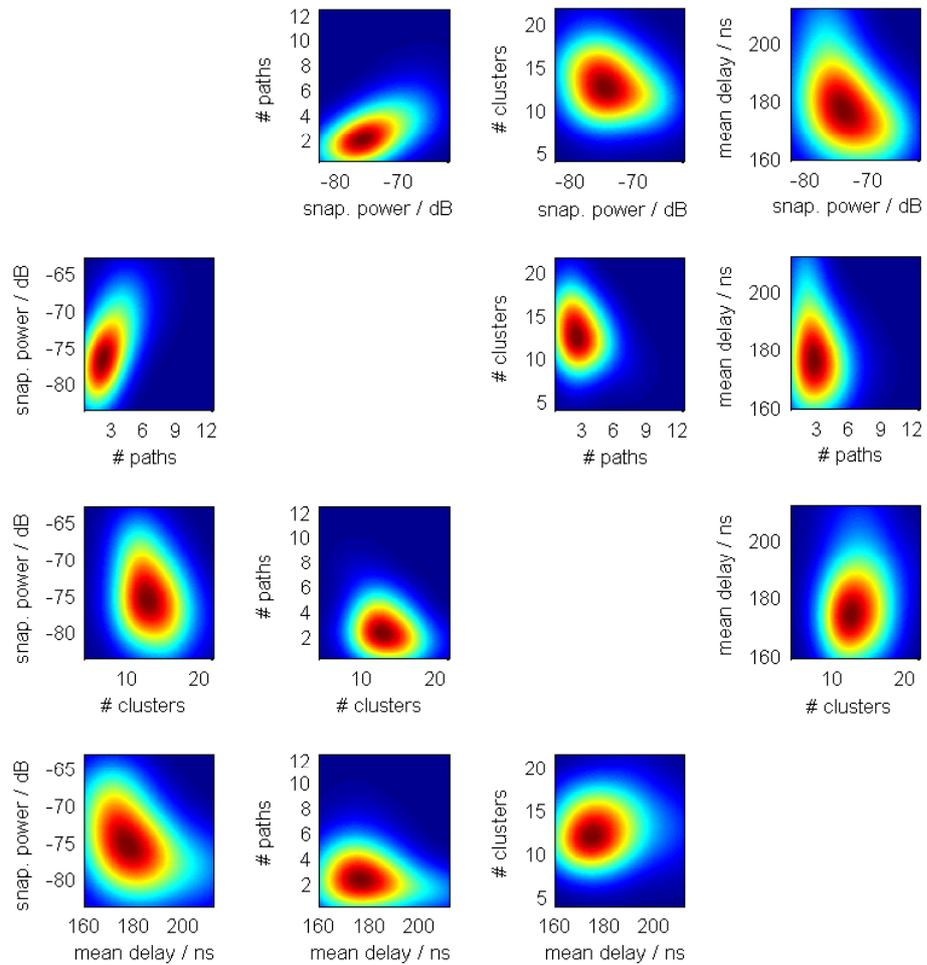 # paths
12
10
8
6
4
2
-80 -70
snap. power / dB
# clusters
20
15
10
5
-80 -70
snap. power / dB
mean delay / ns
200
180
160
-80 -70
snap. power / dB
snap. power / dB
-65
-70
-75
-80
3 6 9 12
# paths
# clusters
20
15
10
5
3 6 9 12
# paths
mean delay / ns
200
180
160
3 6 9 12
# paths
snap. power / dB
-65
-70
-75
-80
10 20
# clusters
# paths
12
10
8
6
4
2
10 20
# clusters
mean delay / ns
200
180
160
10 20
# clusters
snap. power / dB
-65
-70
-75
-80
160 180 200
mean delay / ns
# paths
12
10
8
6
4
2
160 180 200
mean delay / ns
# clusters
20
15
10
5
160 180 200
mean delay / ns